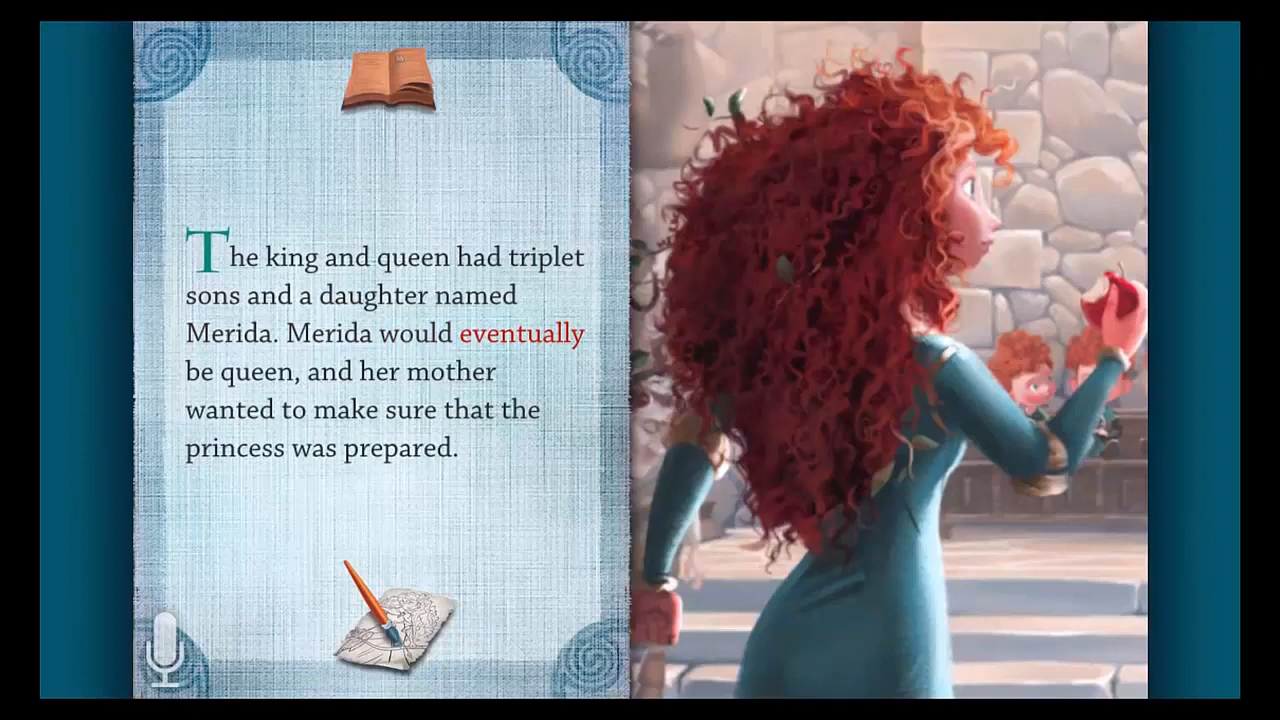 The king and queen had triplet
sons and a daughter named
Merida. Merida would eventually
be queen, and her mother
wanted to make sure that the
princess was prepared.